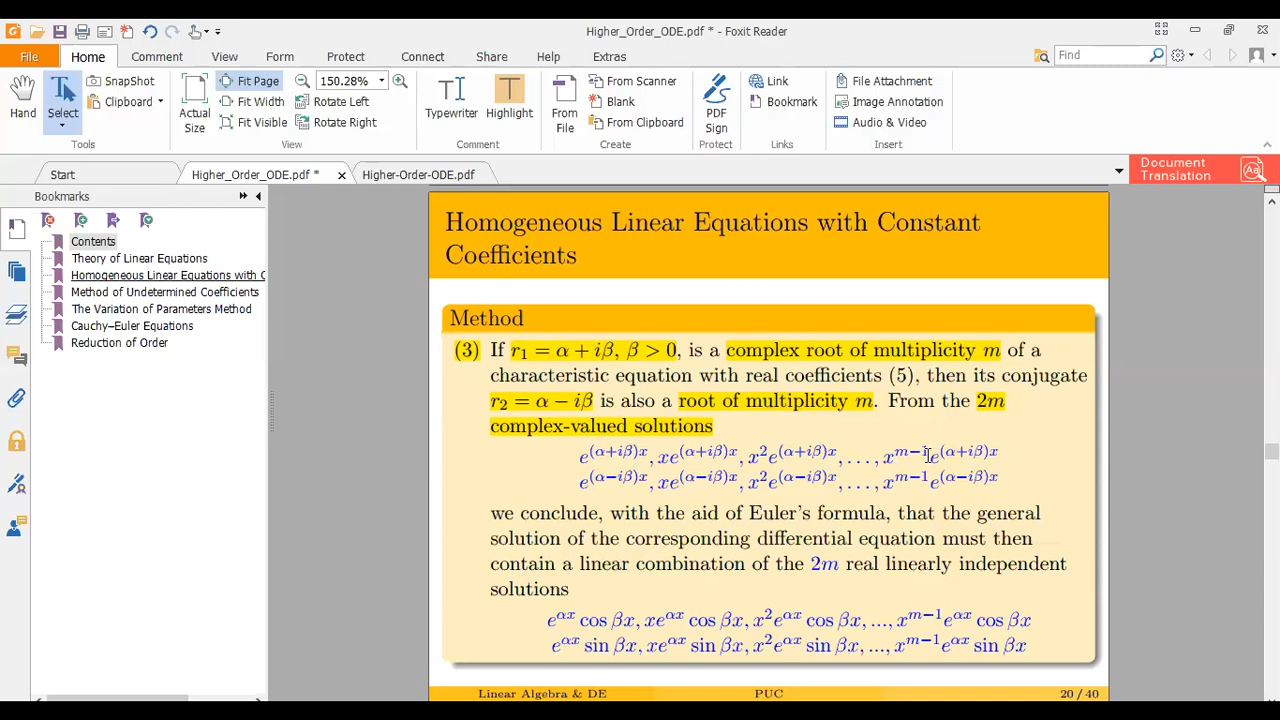 Higher_Order_ODE.pdf * - Foxit Reader
File Home Comment View Form Protect Connect Share Help Extras
Find
Hand
Select
SnapShot
Clipboard
Tools
Actual Size
Fit Page
Fit Width
Fit Visible
150.28%
Rotate Left
Rotate Right
View
Typewriter
Highlight
Comment
From File
From Scanner
Blank
From Clipboard
Create
PDF Sign
Protect
Link
Bookmark
Links
File Attachment
Image Annotation
Audio & Video
Insert
Start
Higher_Order_ODE.pdf *
Higher-Order-ODE.pdf
Document Translation
Bookmarks
Contents
Theory of Linear Equations
Homogeneous Linear Equations with C
Method of Undetermined Coefficients
The Variation of Parameters Method
Cauchy–Euler Equations
Reduction of Order
Homogeneous Linear Equations with Constant
Coefficients
Method
(3) If r₁ = α + iβ, β > 0, is a complex root of multiplicity m of a
characteristic equation with real coefficients (5), then its conjugate
r₂ = α − iβ is also a root of multiplicity m. From the 2m
complex-valued solutions
e^(α+iβ)x, xe^(α+iβ)x, x²e^(α+iβ)x, . . . , x^{m−1}e^(α+iβ)x
e^(α−iβ)x, xe^(α−iβ)x, x²e^(α−iβ)x, . . . , x^{m−1}e^(α−iβ)x
we conclude, with the aid of Euler's formula, that the general
solution of the corresponding differential equation must then
contain a linear combination of the 2m real linearly independent
solutions
e^{αx} cos βx, xe^{αx} cos βx, x²e^{αx} cos βx, ..., x^{m−1}e^{αx} cos βx
e^{αx} sin βx, xe^{αx} sin βx, x²e^{αx} sin βx, ..., x^{m−1}e^{αx} sin βx
Linear Algebra & DE PUC 20 / 40